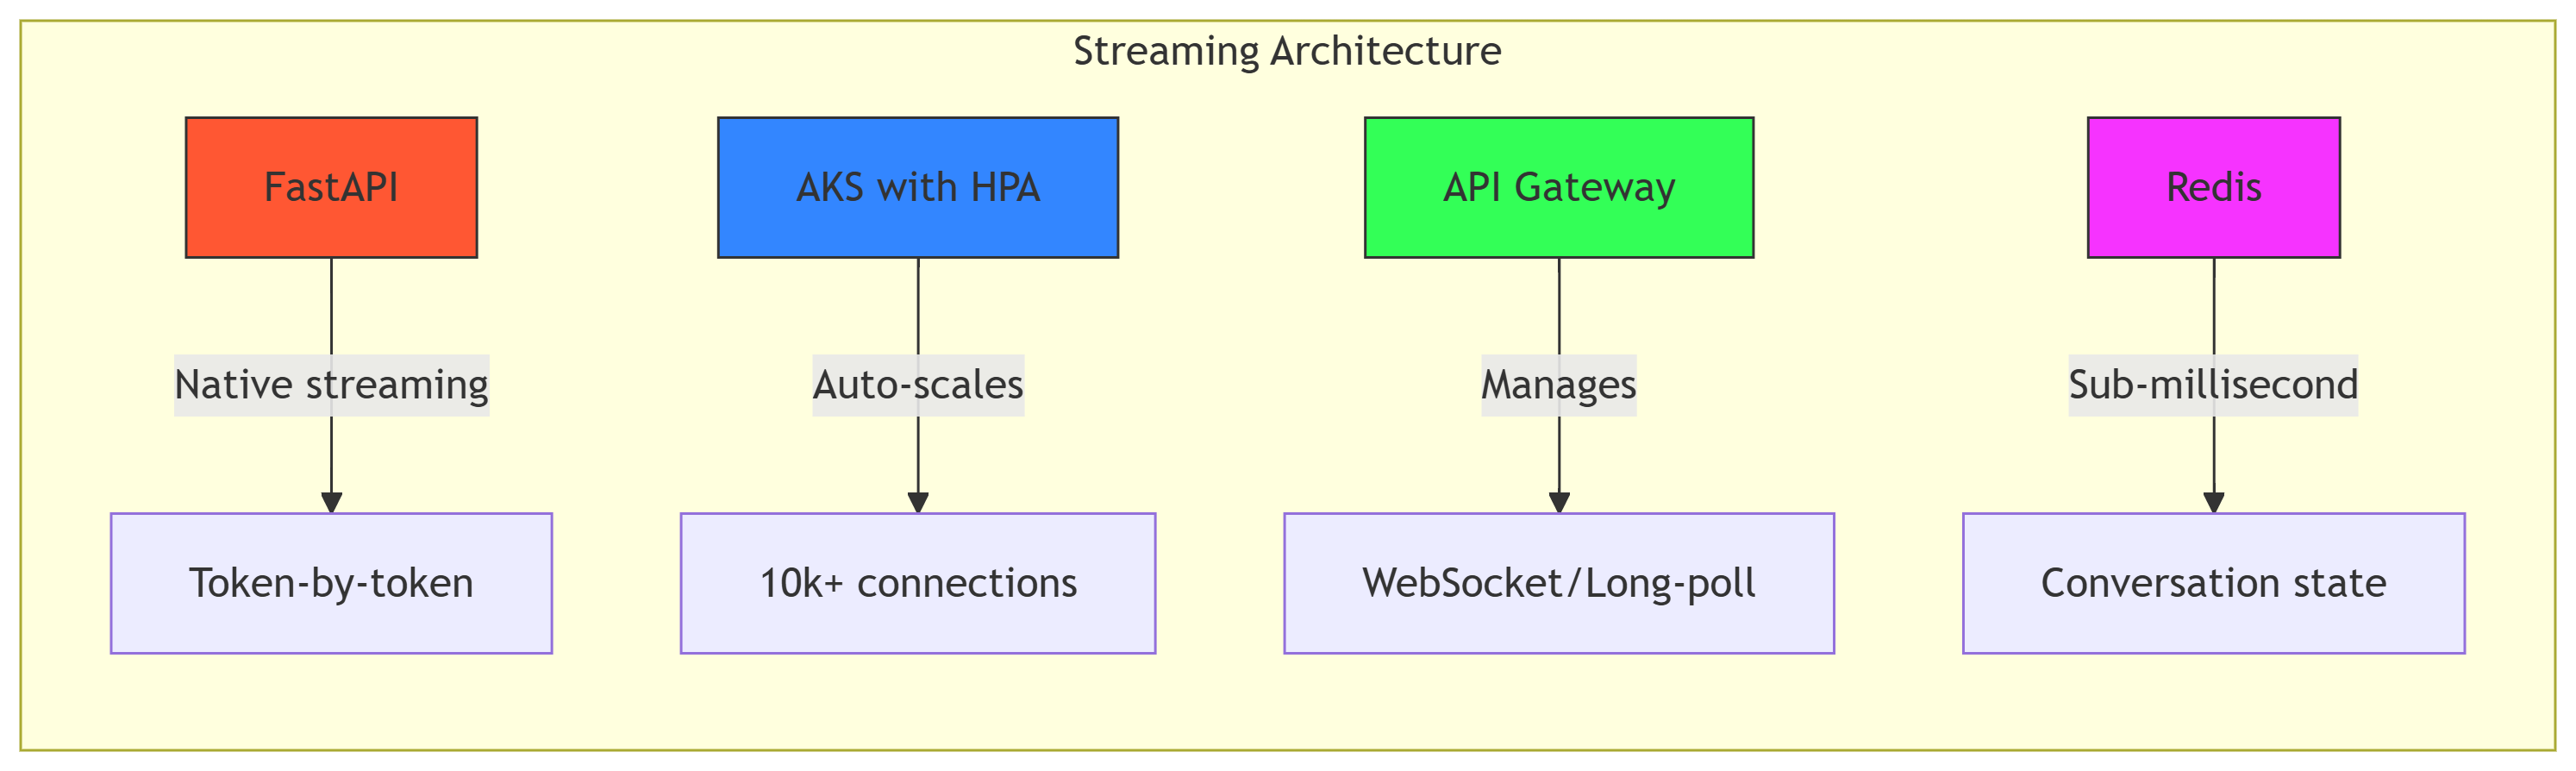 Streaming Architecture
FastAPI
AKS with HPA
API Gateway
Redis
Native streaming
Auto-scales
Manages
Sub-millisecond
Token-by-token
10k+ connections
WebSocket/Long-poll
Conversation state